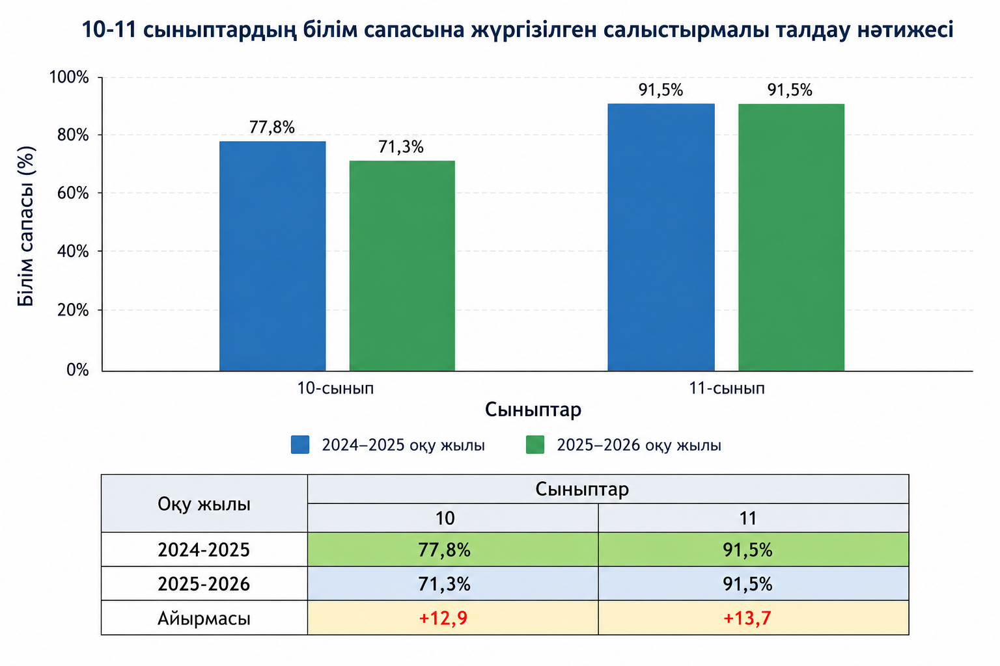 10-11 сыныптардың білім сапасына жүргізілген салыстырмалы талдау нәтижесі
100%
80%
60%
40%
20%
0%
Білім сапасы (%)
77,8%
71,3%
91,5%
91,5%
10-сынып
11-сынып
Сыныптар
2024–2025 оқу жылы
2025–2026 оқу жылы
Оқу жылы
Сыныптар
10
11
2024-2025
77,8%
91,5%
2025-2026
71,3%
91,5%
Айырмасы
+12,9
+13,7